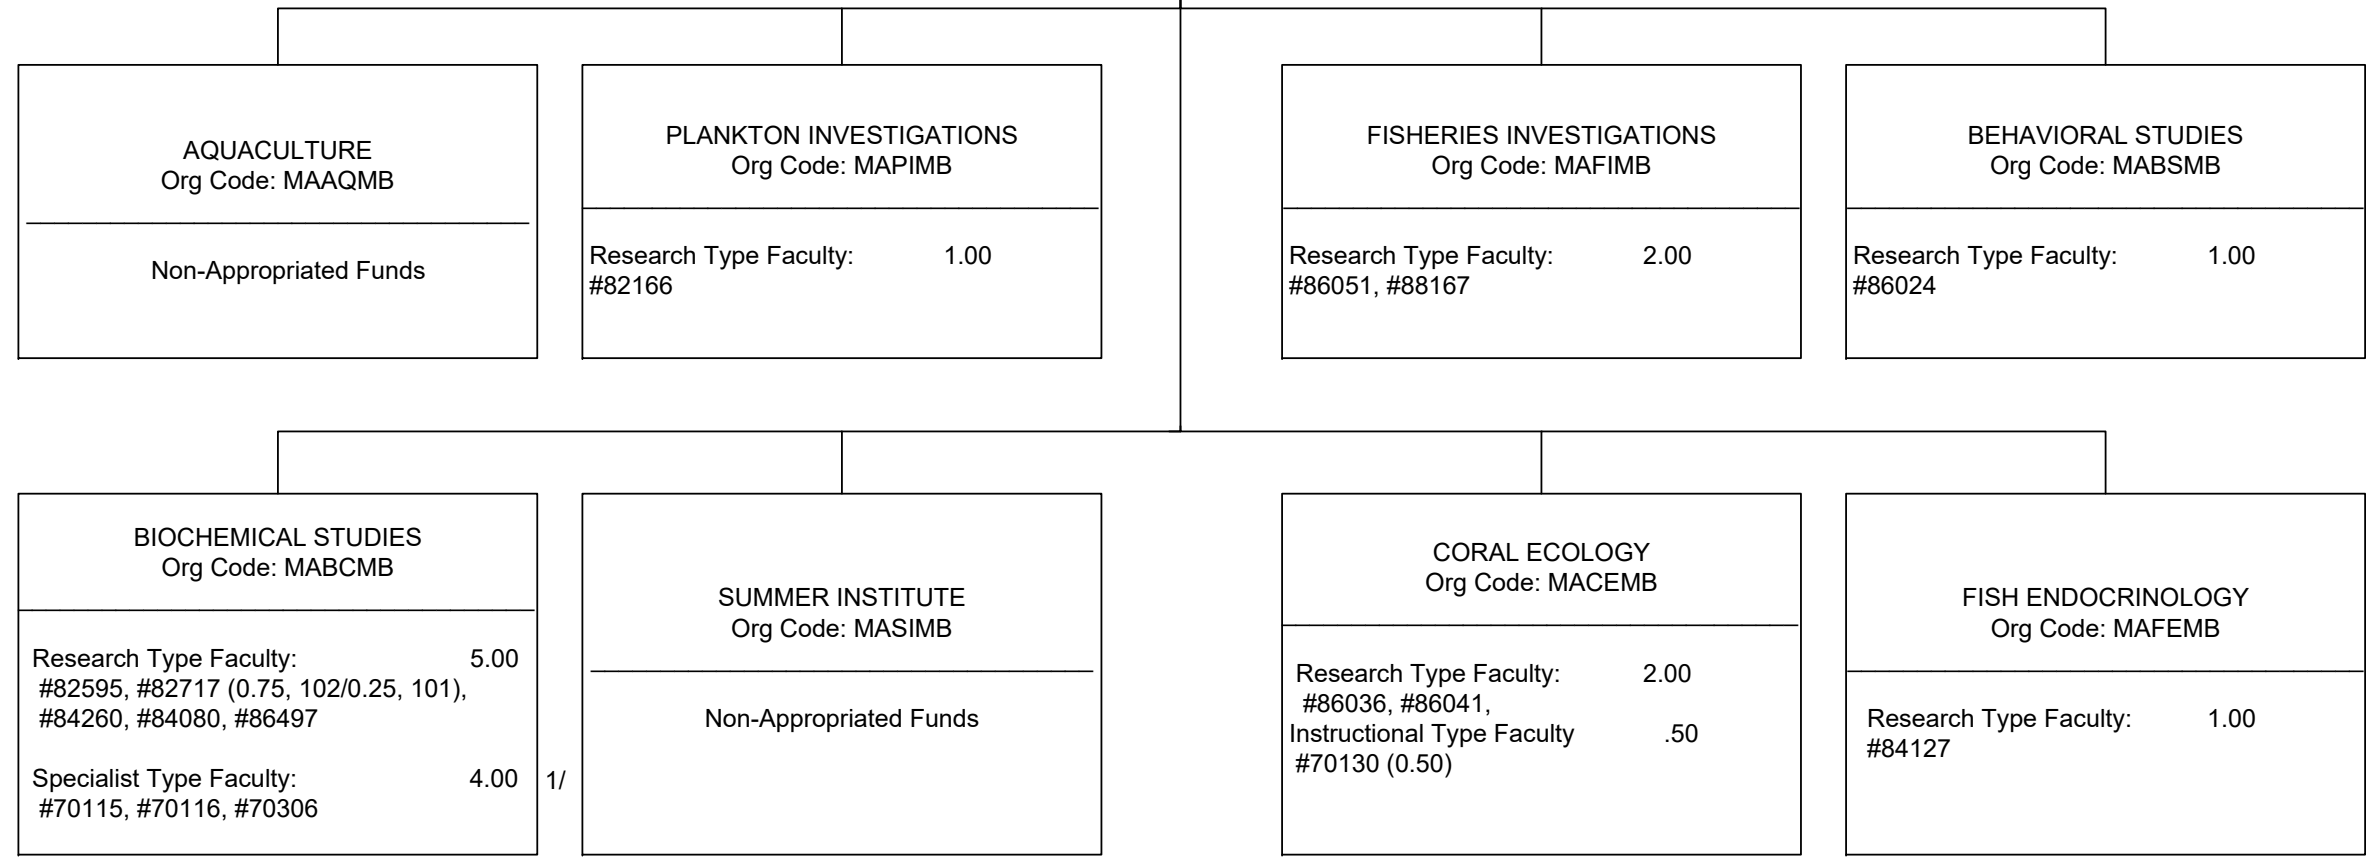 AQUACULTURE
Org Code: MAAQMB
Non-Appropriated Funds
PLANKTON INVESTIGATIONS
Org Code: MAPIMB
Research Type Faculty: 1.00
#82166
FISHERIES INVESTIGATIONS
Org Code: MAFIMB
Research Type Faculty: 2.00
#86051, #88167
BEHAVIORAL STUDIES
Org Code: MABSMB
Research Type Faculty: 1.00
#86024
BIOCHEMICAL STUDIES
Org Code: MABCMB
Research Type Faculty: 5.00
#82595, #82717 (0.75, 102/0.25, 101),
#84260, #84080, #86497
Specialist Type Faculty: 4.00 1/
#70115, #70116, #70306
SUMMER INSTITUTE
Org Code: MASIMB
Non-Appropriated Funds
CORAL ECOLOGY
Org Code: MACEMB
Research Type Faculty: 2.00
#86036, #86041,
Instructional Type Faculty .50
#70130 (0.50)
FISH ENDOCRINOLOGY
Org Code: MAFEMB
Research Type Faculty: 1.00
#84127